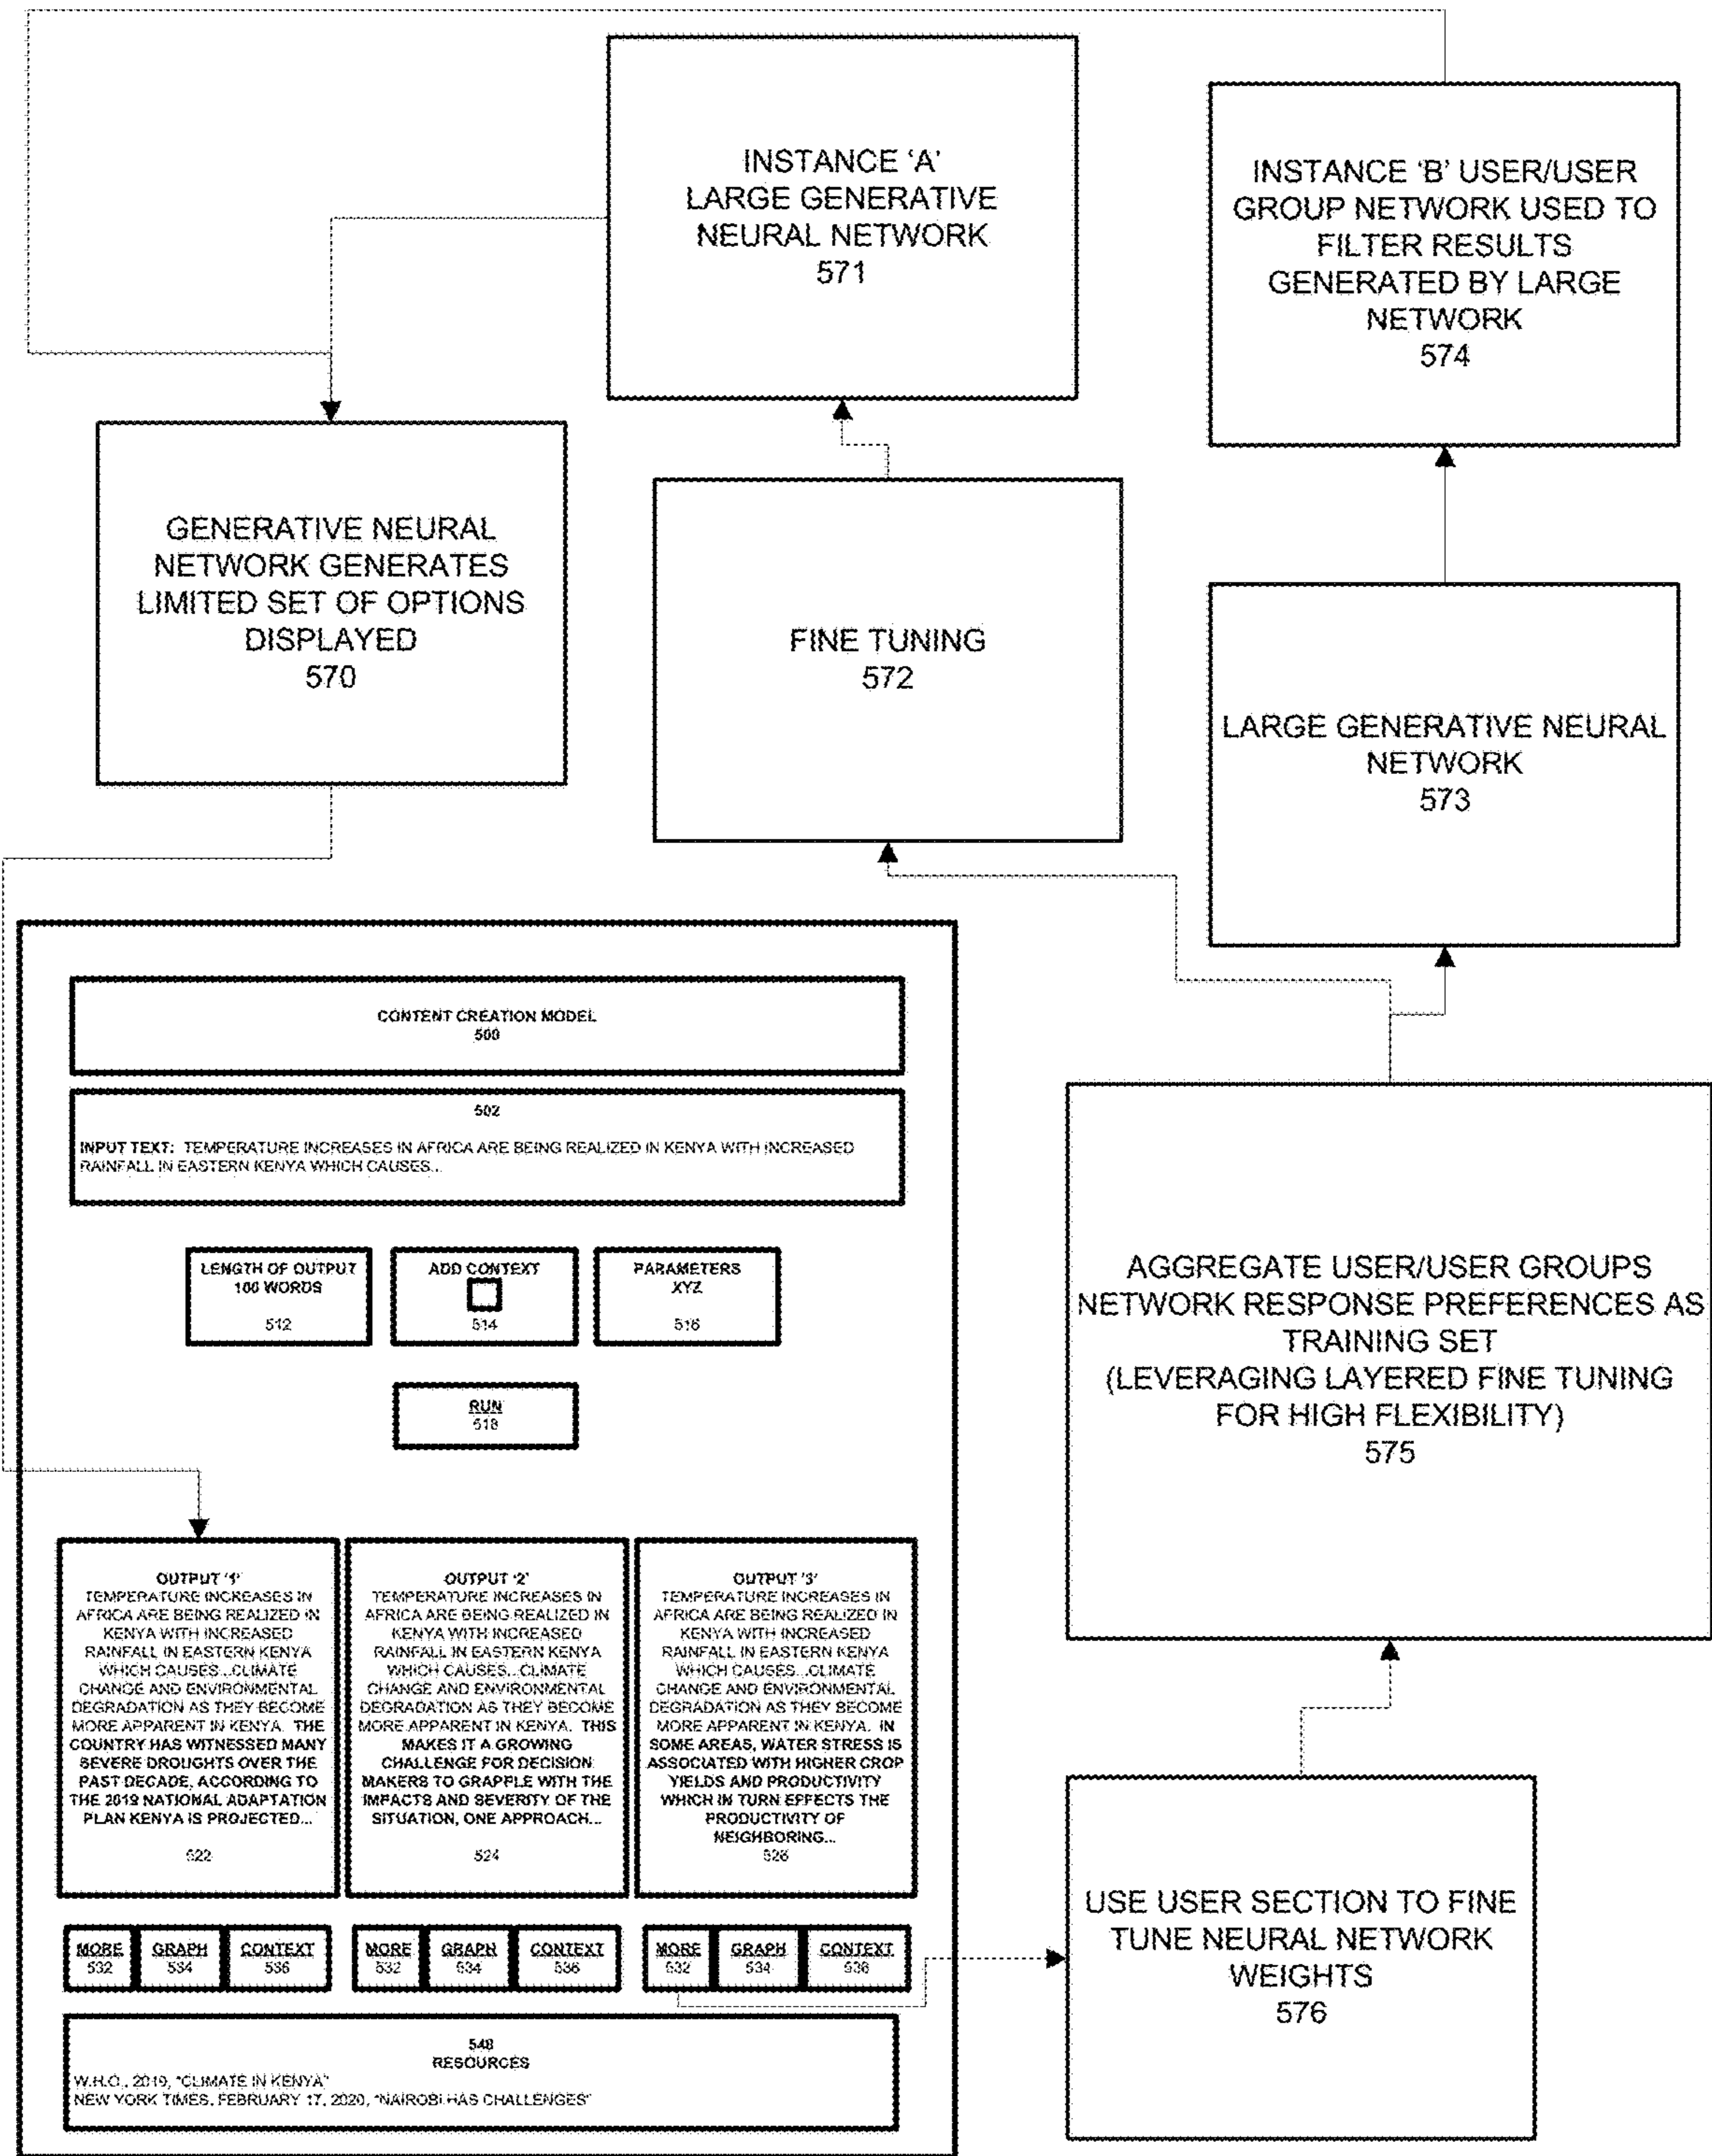 INSTANCE 'A'
LARGE GENERATIVE
NEURAL NETWORK
571
INSTANCE 'B' USER/USER
GROUP NETWORK USED TO
FILTER RESULTS
GENERATED BY LARGE
NETWORK
574
GENERATIVE NEURAL
NETWORK GENERATES
LIMITED SET OF OPTIONS
DISPLAYED
570
FINE TUNING
572
LARGE GENERATIVE NEURAL
NETWORK
573
CONTENT CREATION MODEL
500
502
INPUT TEXT: TEMPERATURE INCREASES IN AFRICA ARE BEING REALIZED IN KENYA WITH INCREASED
RAINFALL IN EASTERN KENYA WHICH CAUSES...
LENGTH OF OUTPUT
100 WORDS
512
ADD CONTEXT
514
PARAMETERS
XYZ
516
RUN
518
AGGREGATE USER/USER GROUPS
NETWORK RESPONSE PREFERENCES AS
TRAINING SET
(LEVERAGING LAYERED FINE TUNING
FOR HIGH FLEXIBILITY)
575
OUTPUT '1'
TEMPERATURE INCREASES IN
AFRICA ARE BEING REALIZED IN
KENYA WITH INCREASED
RAINFALL IN EASTERN KENYA
WHICH CAUSES...CLIMATE
CHANGE AND ENVIRONMENTAL
DEGRADATION AS THEY BECOME
MORE APPARENT IN KENYA. THE
COUNTRY HAS WITNESSED MANY
SEVERE DROUGHTS OVER THE
PAST DECADE, ACCORDING TO
THE 2019 NATIONAL ADAPTATION
PLAN KENYA IS PROJECTED...
522
OUTPUT '2'
TEMPERATURE INCREASES IN
AFRICA ARE BEING REALIZED IN
KENYA WITH INCREASED
RAINFALL IN EASTERN KENYA
WHICH CAUSES...CLIMATE
CHANGE AND ENVIRONMENTAL
DEGRADATION AS THEY BECOME
MORE APPARENT IN KENYA. THIS
MAKES IT A GROWING
CHALLENGE FOR DECISION
MAKERS TO GRAPPLE WITH THE
IMPACTS AND SEVERITY OF THE
SITUATION, ONE APPROACH...
524
OUTPUT '3'
TEMPERATURE INCREASES IN
AFRICA ARE BEING REALIZED IN
KENYA WITH INCREASED
RAINFALL IN EASTERN KENYA
WHICH CAUSES...CLIMATE
CHANGE AND ENVIRONMENTAL
DEGRADATION AS THEY BECOME
MORE APPARENT IN KENYA. IN
SOME AREAS, WATER STRESS IS
ASSOCIATED WITH HIGHER CROP
YIELDS AND PRODUCTIVITY
WHICH IN TURN EFFECTS THE
PRODUCTIVITY OF
NEIGHBORING...
526
MORE
532
GRAPH
534
CONTEXT
536
MORE
532
GRAPH
534
CONTEXT
536
MORE
532
GRAPH
534
CONTEXT
536
USE USER SECTION TO FINE
TUNE NEURAL NETWORK
WEIGHTS
576
548
RESOURCES
W.H.O., 2019, "CLIMATE IN KENYA"
NEW YORK TIMES, FEBRUARY 17, 2020, "NAIROBI HAS CHALLENGES"